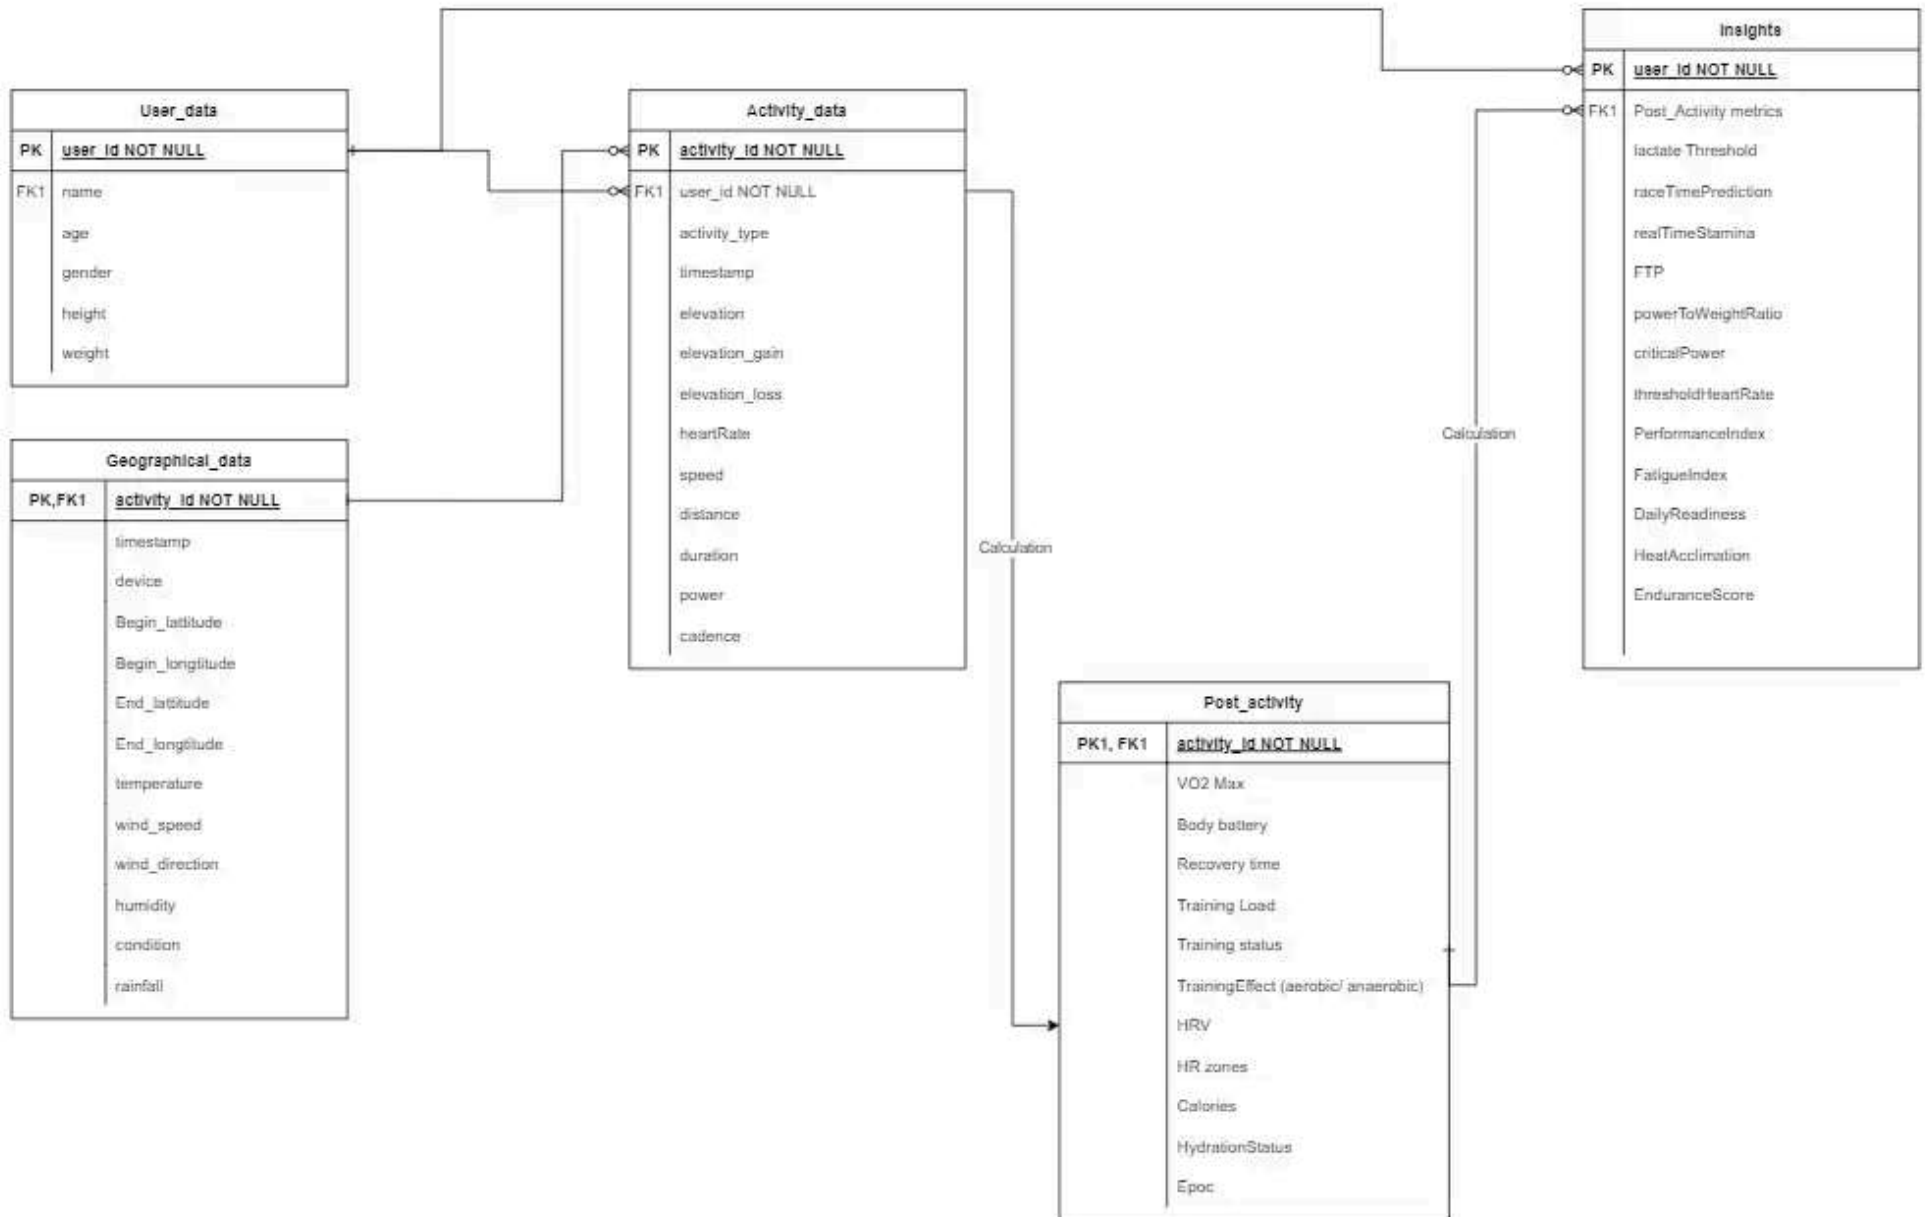 User_data
PK user_id NOT NULL
FK1 name
age
gender
height
weight
Geographical_data
PK,FK1 activity_id NOT NULL
timestamp
device
Begin_lattitude
Begin_longtitude
End_lattitude
End_longtitude
temperature
wind_speed
wind_direction
humidity
condition
rainfall
Activity_data
PK activity_id NOT NULL
FK1 user_id NOT NULL
activity_type
timestamp
elevation
elevation_gain
elevation_loss
heartRate
speed
distance
duration
power
cadence
Calculation
Post_activity
PK1, FK1 activity_id NOT NULL
VO2 Max
Body battery
Recovery time
Training Load
Training status
TrainingEffect (aerobic/ anaerobic)
HRV
HR zones
Calories
HydrationStatus
Epoc
Calculation
Insights
PK user_id NOT NULL
FK1 Post_Activity metrics
lactate Threshold
raceTimePrediction
realTimeStamina
FTP
powerToWeightRatio
criticalPower
thresholdHeartRate
PerformanceIndex
FatigueIndex
DailyReadiness
HeatAcclimation
EnduranceScore